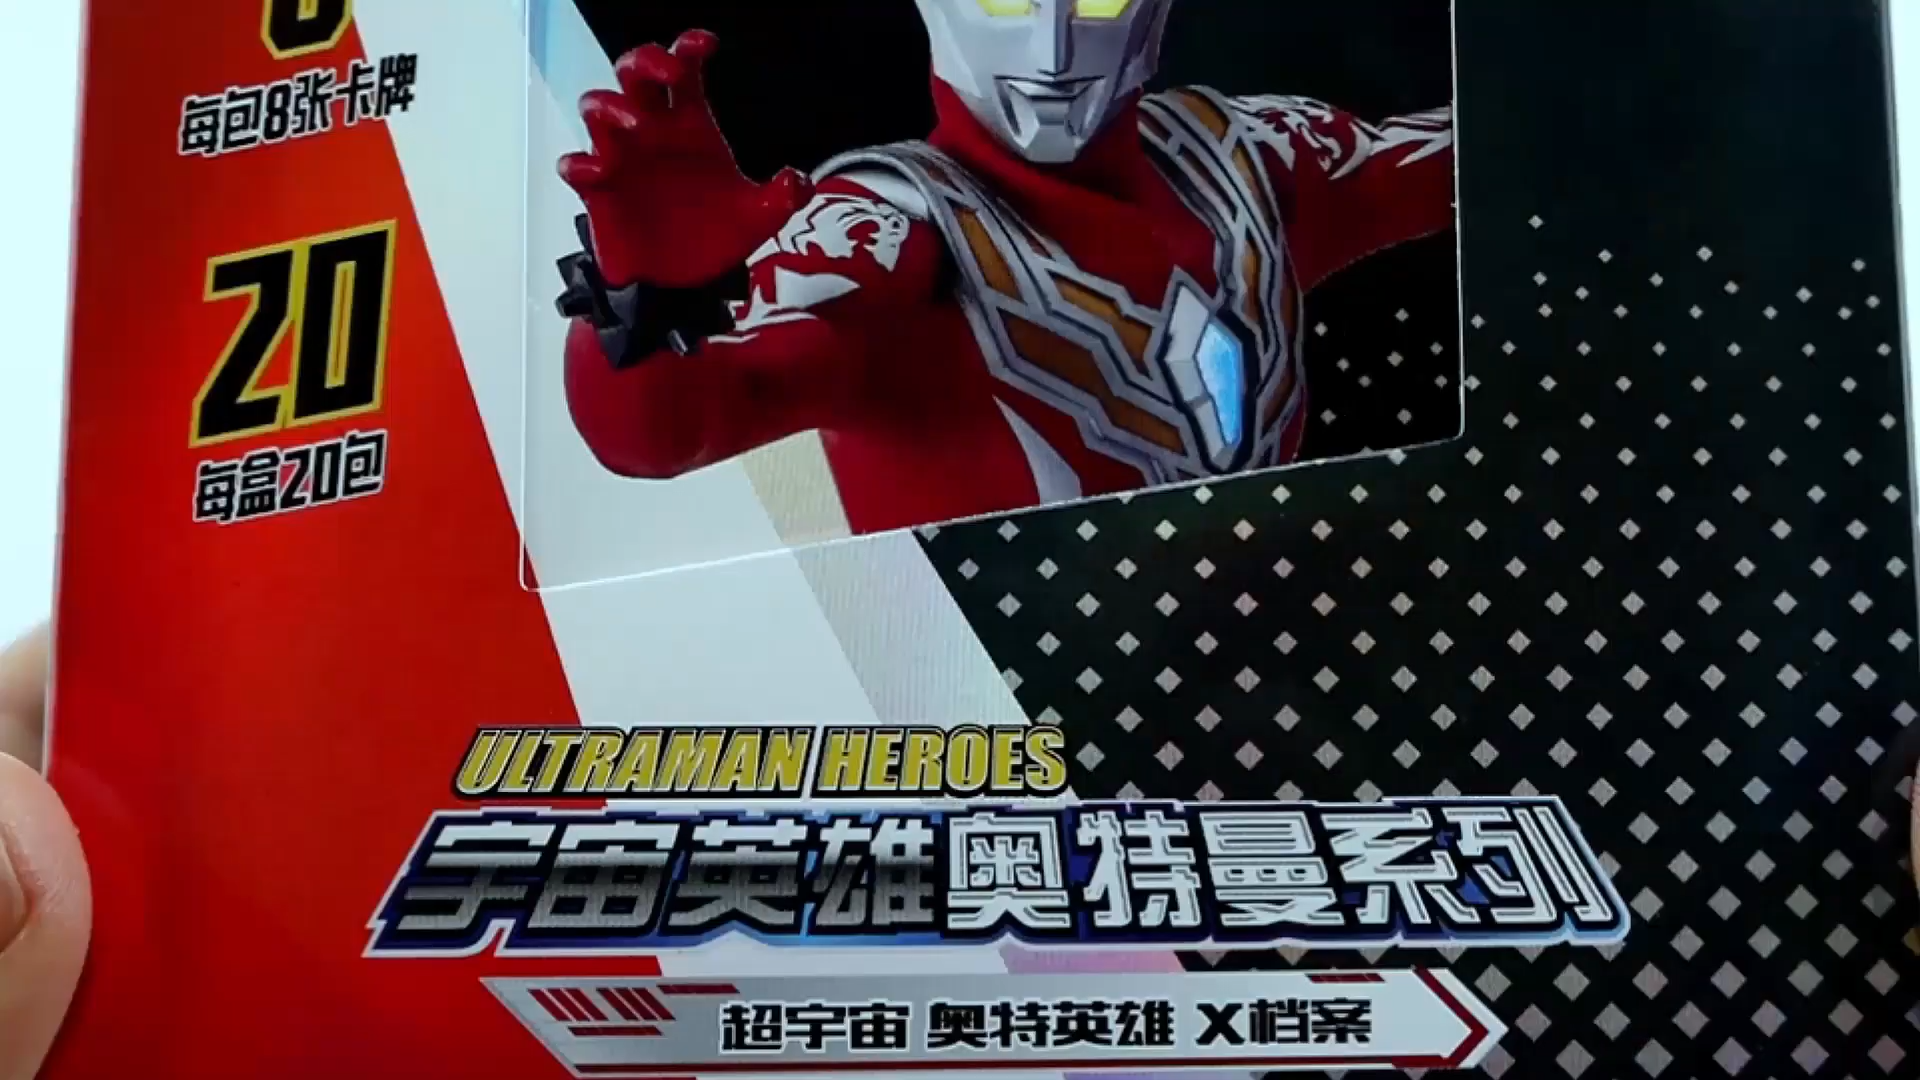 每包8张卡牌
20
每盒20包
ULTRAMAN HEROES
宇宙英雄奥特曼系列
超宇宙 奥特英雄 X档案